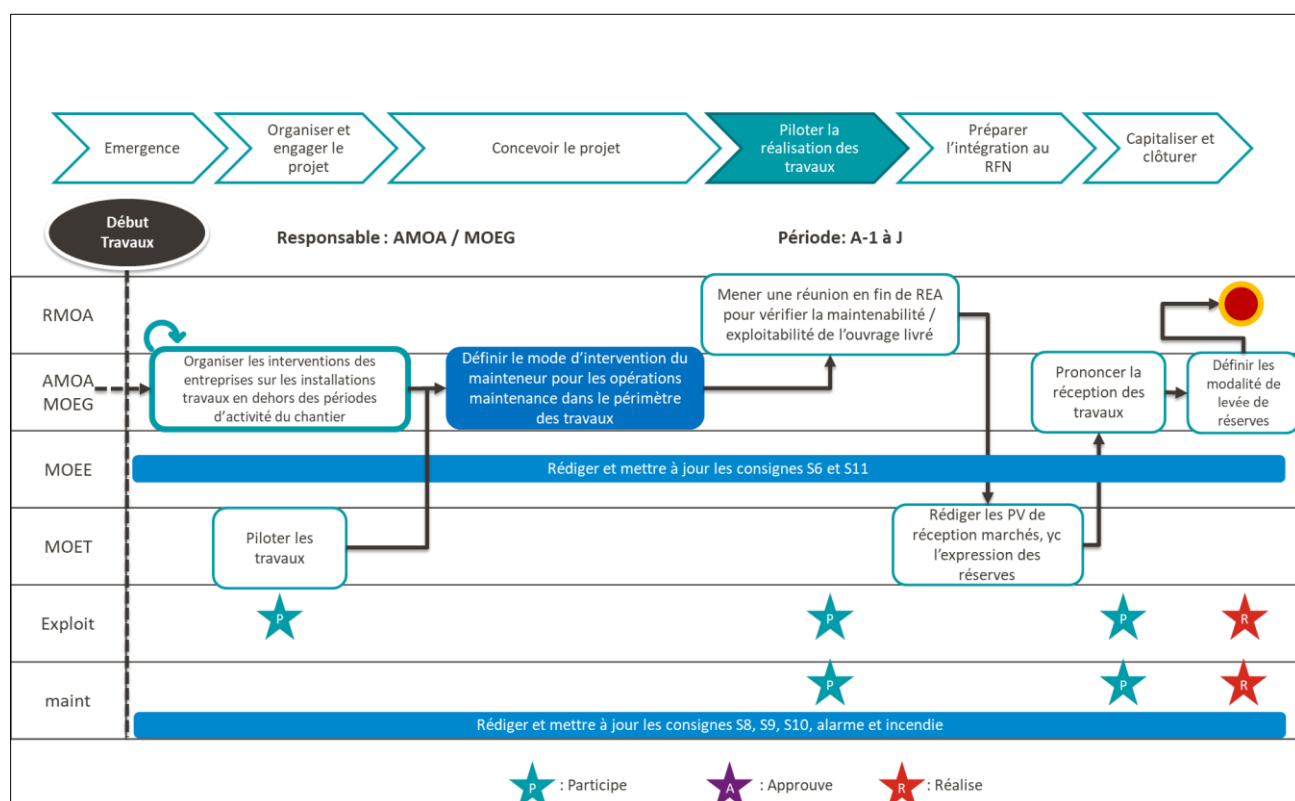 Emergence
Organiser et
engager le
projet
Concevoir le projet
Piloter la
réalisation des
travaux
Préparer
l'intégration au
RFN
Capitaliser et
clôturer
Début
Travaux
Responsable : AMOA / MOEG
Période: A-1 à J
RMOA
Mener une réunion en fin de REA
pour vérifier la maintenabilité /
exploitabilité de l'ouvrage livré
AMOA
MOEG
Organiser les interventions des
entreprises sur les installations
travaux en dehors des périodes
d'activité du chantier
Définir le mode d'intervention du
mainteneur pour les opérations
maintenance dans le périmètre
des travaux
Prononcer la
réception des
travaux
Définir les
modalité de
levée de
réserves
MOEE
Rédiger et mettre à jour les consignes S6 et S11
MOET
Piloter les
travaux
Rédiger les PV de
réception marchés, yc
l'expression des
réserves
Exploit
P
P
P
R
maint
P
P
R
Rédiger et mettre à jour les consignes S8, S9, S10, alarme et incendie
P : Participe
A : Approuve
R : Réalise